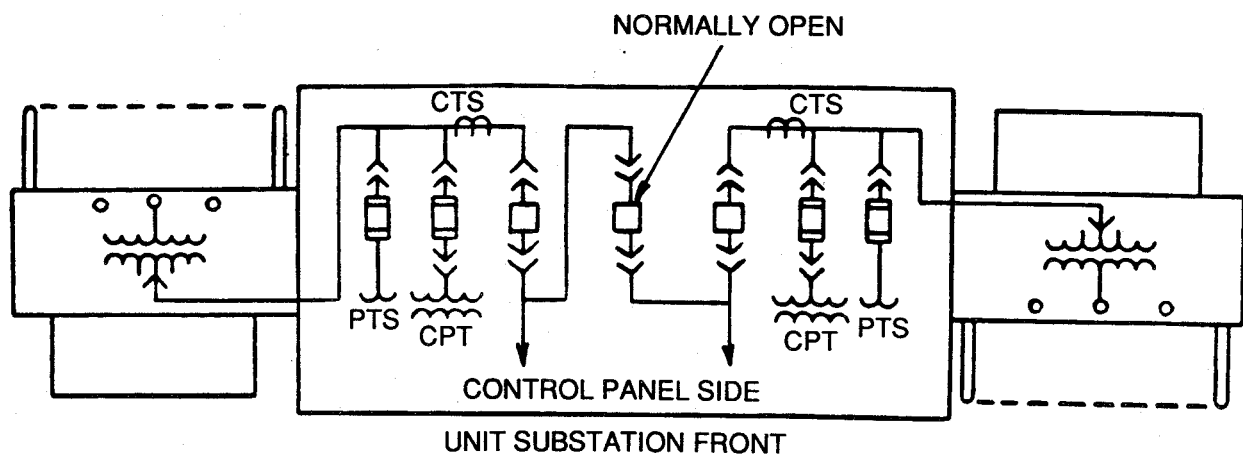 NORMALLY OPEN
CTS
CTS
PTS
CPT
CPT
PTS
CONTROL PANEL SIDE
UNIT SUBSTATION FRONT